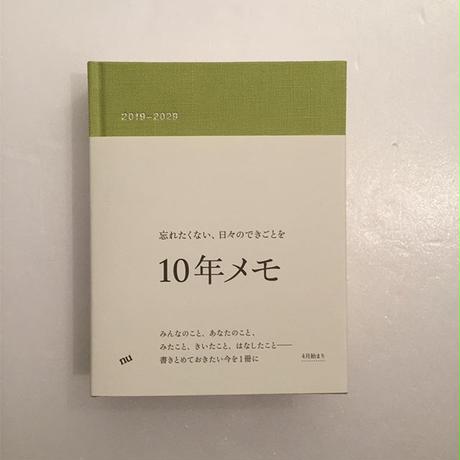 2019-2029
忘れたくない、日々のできごとを
10年メモ
みんなのこと、あなたのこと、
みたこと、きいたこと、はなしたこと——
書きとめておきたい今を1冊に
nu
4月始まり